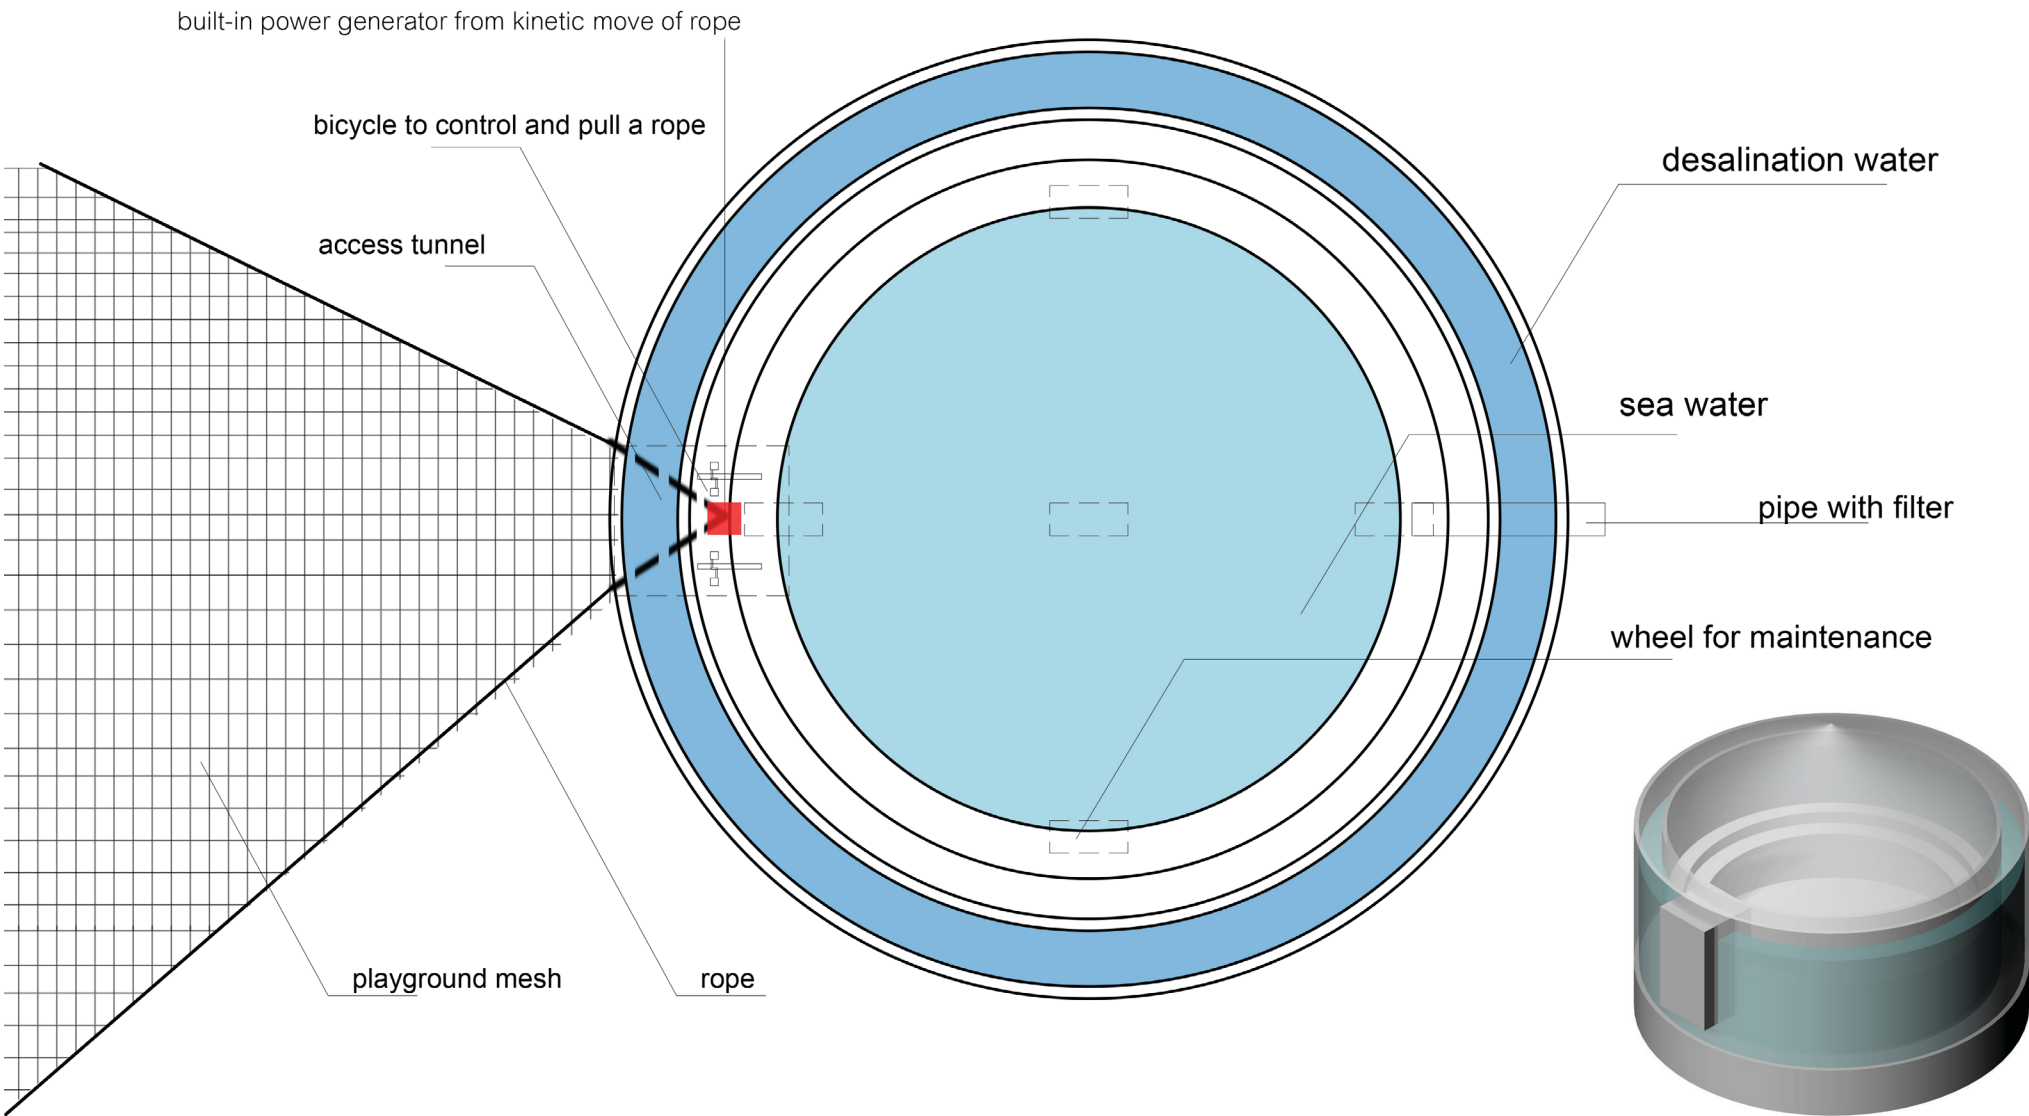 built-in power generator from kinetic move of rope
bicycle to control and pull a rope
access tunnel
desalination water
sea water
pipe with filter
wheel for maintenance
playground mesh
rope